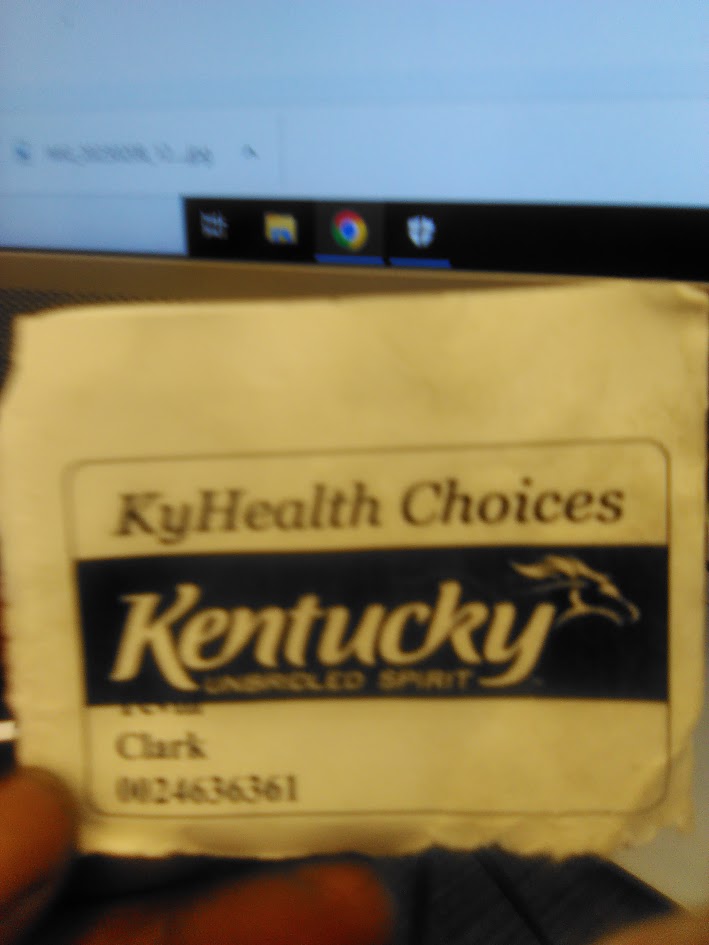 KyHealth Choices
Kentucky
UNBRIDLED SPIRIT
Clark
0024636361